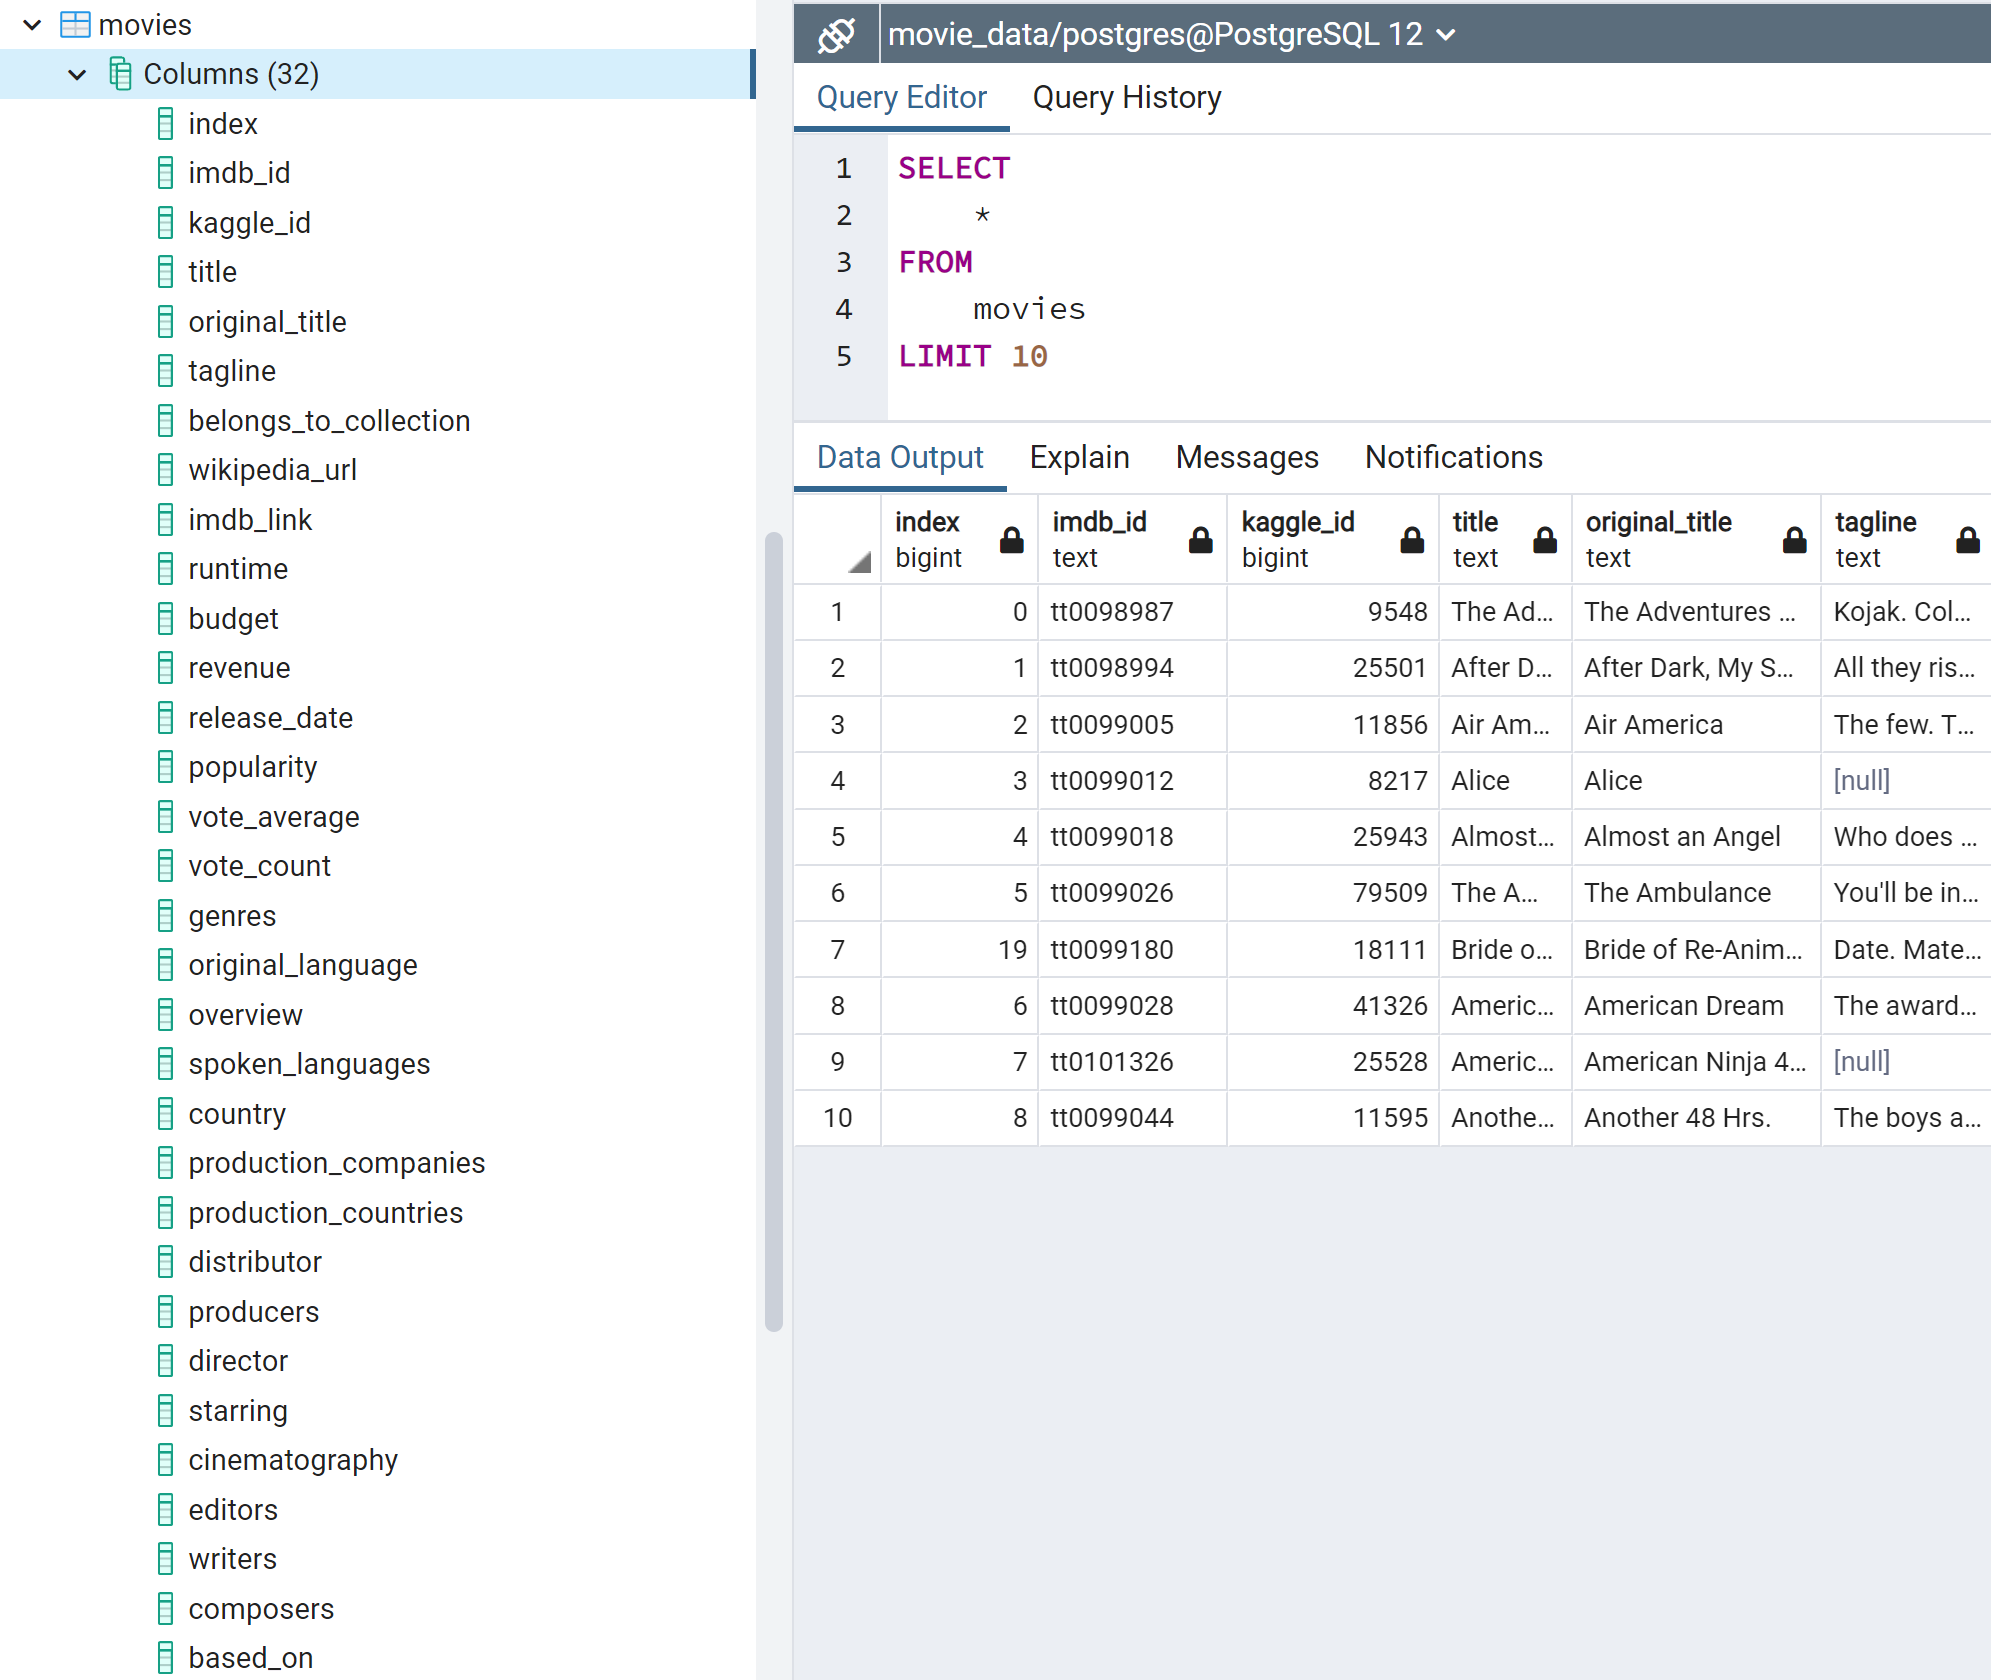 movies
Columns (32)
index
imdb_id
kaggle_id
title
original_title
tagline
belongs_to_collection
wikipedia_url
imdb_link
runtime
budget
revenue
release_date
popularity
vote_average
vote_count
genres
original_language
overview
spoken_languages
country
production_companies
production_countries
distributor
producers
director
starring
cinematography
editors
writers
composers
based_on
movie_data/postgres@PostgreSQL 12
Query Editor Query History
1 SELECT
2 *
3 FROM
4 movies
5 LIMIT 10
Data Output Explain Messages Notifications
index imdb_id kaggle_id title original_title tagline
bigint text bigint text text text
1 0 tt0098987 9548 The Ad... The Adventures ... Kojak. Col...
2 1 tt0098994 25501 After D... After Dark, My S... All they ris...
3 2 tt0099005 11856 Air Am... Air America The few. T...
4 3 tt0099012 8217 Alice Alice [null]
5 4 tt0099018 25943 Almost... Almost an Angel Who does ...
6 5 tt0099026 79509 The A... The Ambulance You'll be in...
7 19 tt0099180 18111 Bride o... Bride of Re-Anim... Date. Mate...
8 6 tt0099028 41326 Americ... American Dream The award...
9 7 tt0101326 25528 Americ... American Ninja 4... [null]
10 8 tt0099044 11595 Anothe... Another 48 Hrs. The boys a...